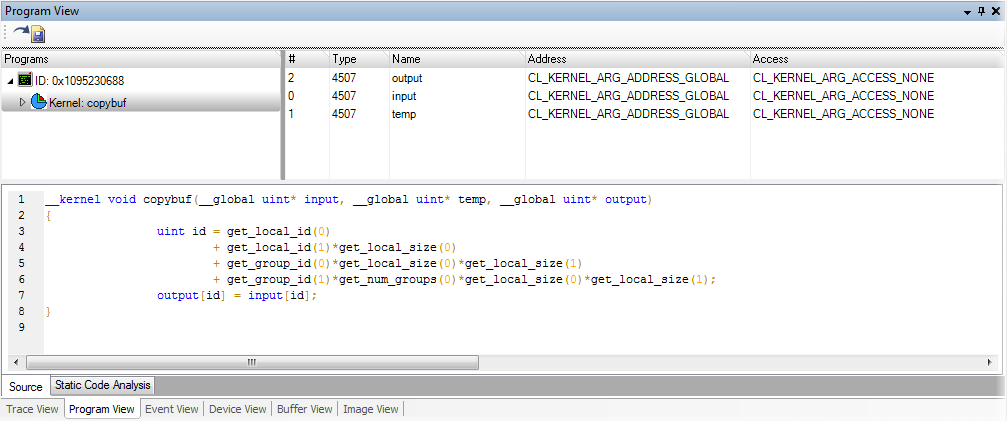 Program View
Programs
ID: 0x1095230688
Kernel: copybuf
# Type Name Address Access
2 4507 output CL_KERNEL_ARG_ADDRESS_GLOBAL CL_KERNEL_ARG_ACCESS_NONE
0 4507 input CL_KERNEL_ARG_ADDRESS_GLOBAL CL_KERNEL_ARG_ACCESS_NONE
1 4507 temp CL_KERNEL_ARG_ADDRESS_GLOBAL CL_KERNEL_ARG_ACCESS_NONE
1 __kernel void copybuf(__global uint* input, __global uint* temp, __global uint* output)
2 {
3 uint id = get_local_id(0)
4 + get_local_id(1)*get_local_size(0)
5 + get_group_id(0)*get_local_size(0)*get_local_size(1)
6 + get_group_id(1)*get_num_groups(0)*get_local_size(0)*get_local_size(1);
7 output[id] = input[id];
8 }
9
Source Static Code Analysis
Trace View Program View Event View Device View Buffer View Image View